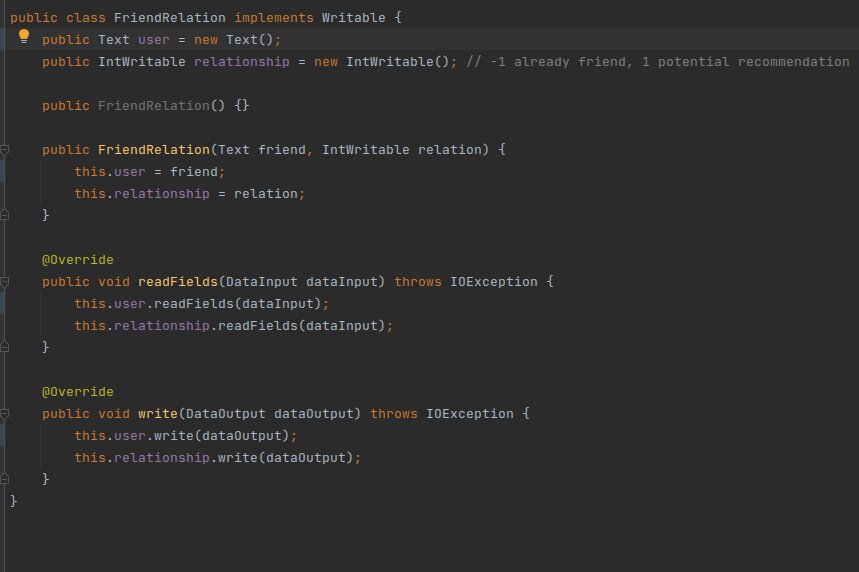 public class FriendRelation implements Writable {
    public Text user = new Text();
    public IntWritable relationship = new IntWritable(); // -1 already friend, 1 potential recommendation

    public FriendRelation() {}

    public FriendRelation(Text friend, IntWritable relation) {
        this.user = friend;
        this.relationship = relation;
    }

    @Override
    public void readFields(DataInput dataInput) throws IOException {
        this.user.readFields(dataInput);
        this.relationship.readFields(dataInput);
    }

    @Override
    public void write(DataOutput dataOutput) throws IOException {
        this.user.write(dataOutput);
        this.relationship.write(dataOutput);
    }
}